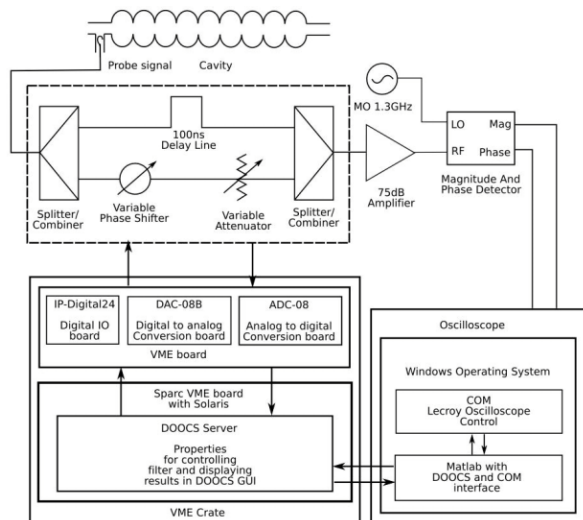 Probe signal
Cavity
MO 1.3GHz
LO
Mag
RF
Phase
100ns
Delay Line
75dB
Amplifier
Magnitude And
Phase Detector
Splitter/
Combiner
Variable
Phase Shifter
Variable
Attenuator
Splitter/
Combiner
IP-Digital24
Digital IO
board
DAC-08B
Digital to analog
Conversion board
ADC-08
Analog to digital
Conversion board
VME board
Sparc VME board
with Solaris
DOOCS Server
Properties
for controlling
filter and displaying
results in DOOCS GUI
VME Crate
Oscilloscope
Windows Operating System
COM
Lecroy Oscilloscope
Control
Matlab with
DOOCS and COM
interface